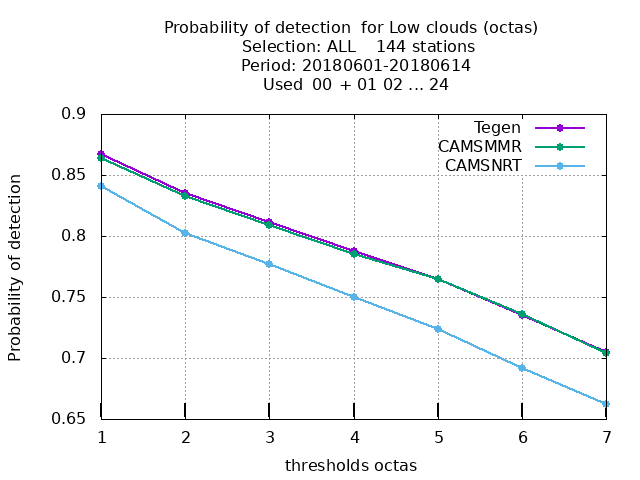 Probability of detection  for Low clouds (octas)
Selection: ALL    144 stations
Period: 20180601-20180614
Used  00 + 01 02 ... 24
0.9
0.85
0.8
0.75
0.7
0.65
Probability of detection
Tegen
CAMSMMR
CAMSNRT
1 2 3 4 5 6 7
thresholds octas